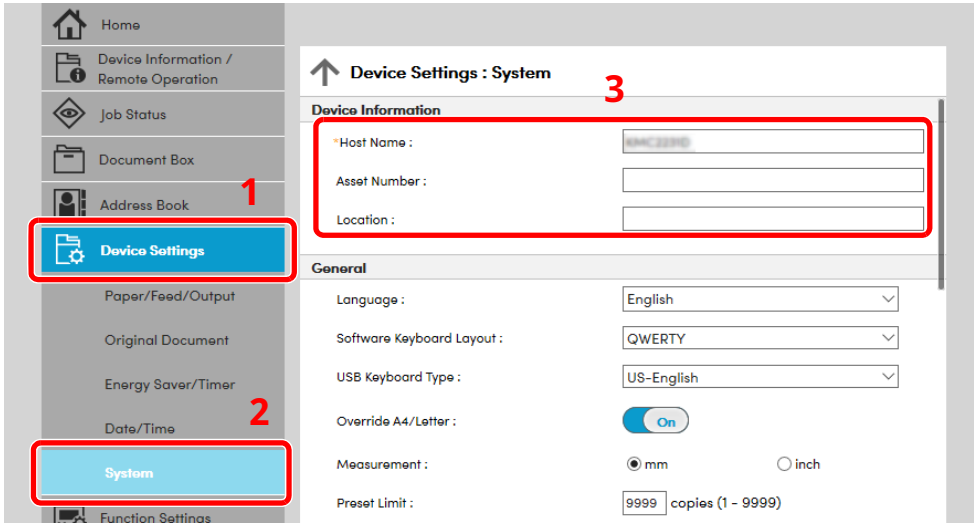 Home
Device Information /
Remote Operation
Job Status
Document Box
Address Book
1
Device Settings
Paper/Feed/Output
Original Document
Energy Saver/Timer
Date/Time
2
System
Function Settings
Device Settings : System
3
Device Information
*Host Name :
Asset Number :
Location :
General
Language : English
Software Keyboard Layout : QWERTY
USB Keyboard Type : US-English
Override A4/Letter : On
Measurement : mm inch
Preset Limit : 9999 copies (1 - 9999)